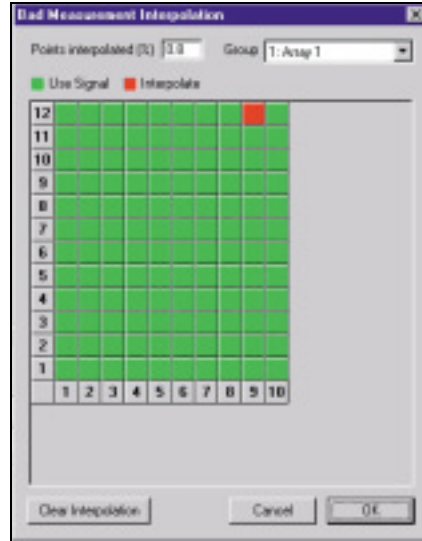 Bad Measurement Interpolation
Points interpolated (%) 0.8 Group 1: Array 1
Use Signal Interpolate
12
11
10
9
8
7
6
5
4
3
2
1
1 2 3 4 5 6 7 8 9 10
Clear Interpolation Cancel OK